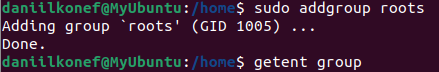 daniilkonef@MyUbuntu:/home$ sudo addgroup roots
Adding group `roots' (GID 1005) ...
Done.
daniilkonef@MyUbuntu:/home$ getent group